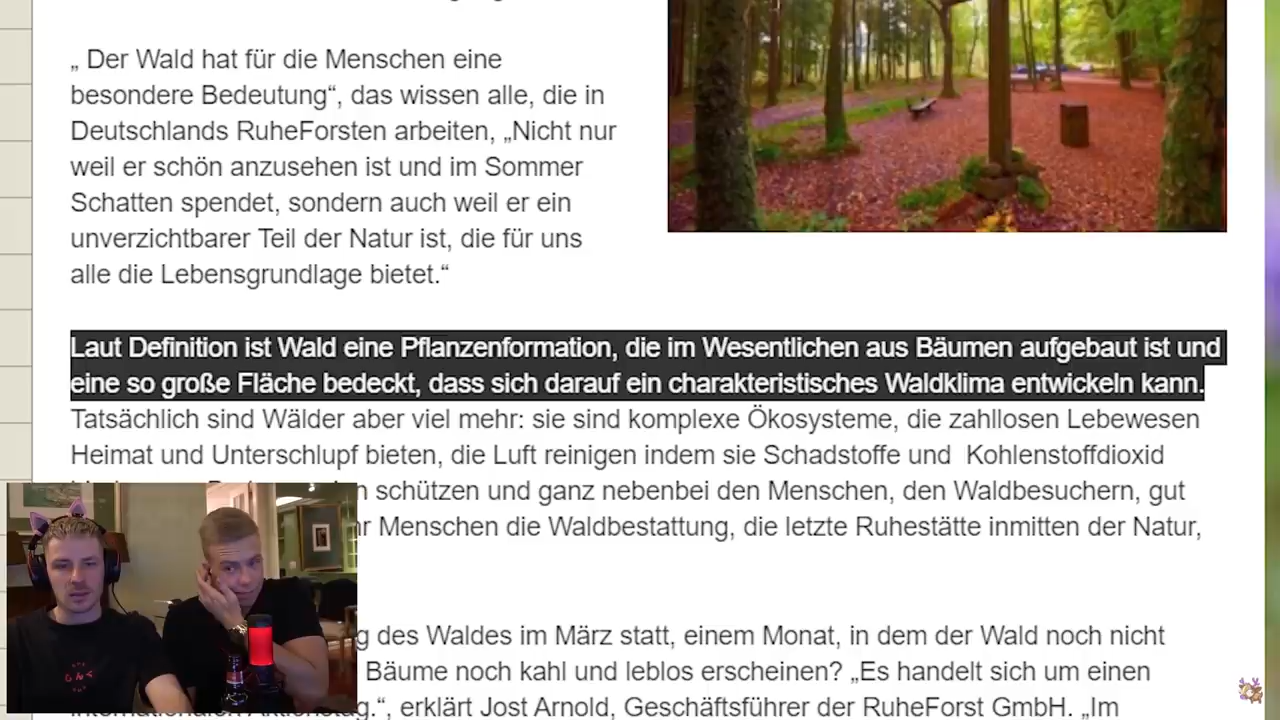 „ Der Wald hat für die Menschen eine
besondere Bedeutung“, das wissen alle, die in
Deutschlands RuheForsten arbeiten, „Nicht nur
weil er schön anzusehen ist und im Sommer
Schatten spendet, sondern auch weil er ein
unverzichtbarer Teil der Natur ist, die für uns
alle die Lebensgrundlage bietet.“
Laut Definition ist Wald eine Pflanzenformation, die im Wesentlichen aus Bäumen aufgebaut ist und
eine so große Fläche bedeckt, dass sich darauf ein charakteristisches Waldklima entwickeln kann.
Tatsächlich sind Wälder aber viel mehr: sie sind komplexe Ökosysteme, die zahllosen Lebewesen
Heimat und Unterschlupf bieten, die Luft reinigen indem sie Schadstoffe und Kohlenstoffdioxid
schützen und ganz nebenbei den Menschen, den Waldbesuchern, gut
Menschen die Waldbestattung, die letzte Ruhestätte inmitten der Natur,
des Waldes im März statt, einem Monat, in dem der Wald noch nicht
Bäume noch kahl und leblos erscheinen? „Es handelt sich um einen
erklärt Jost Arnold, Geschäftsführer der RuheForst GmbH. „Im